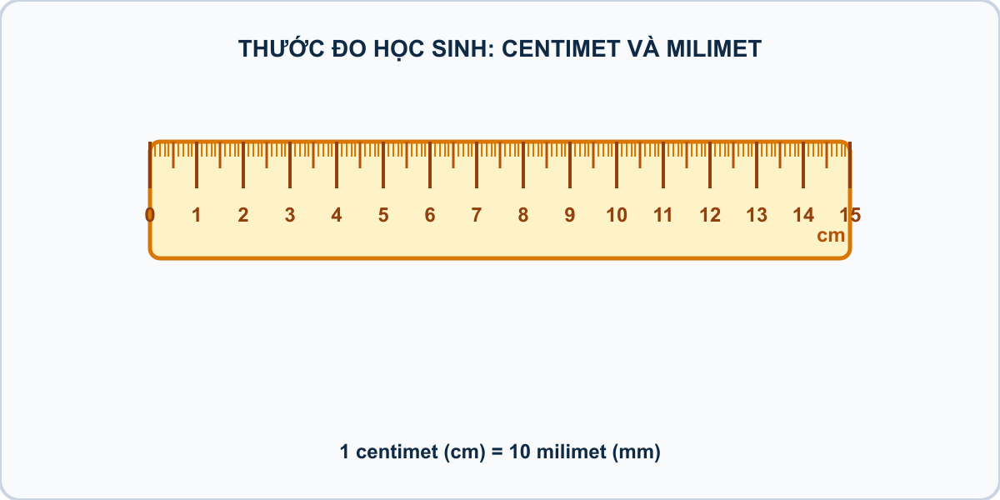 THƯỚC ĐO HỌC SINH: CENTIMET VÀ MILIMET
0 1 2 3 4 5 6 7 8 9 10 11 12 13 14 15
cm
1 centimet (cm) = 10 milimet (mm)